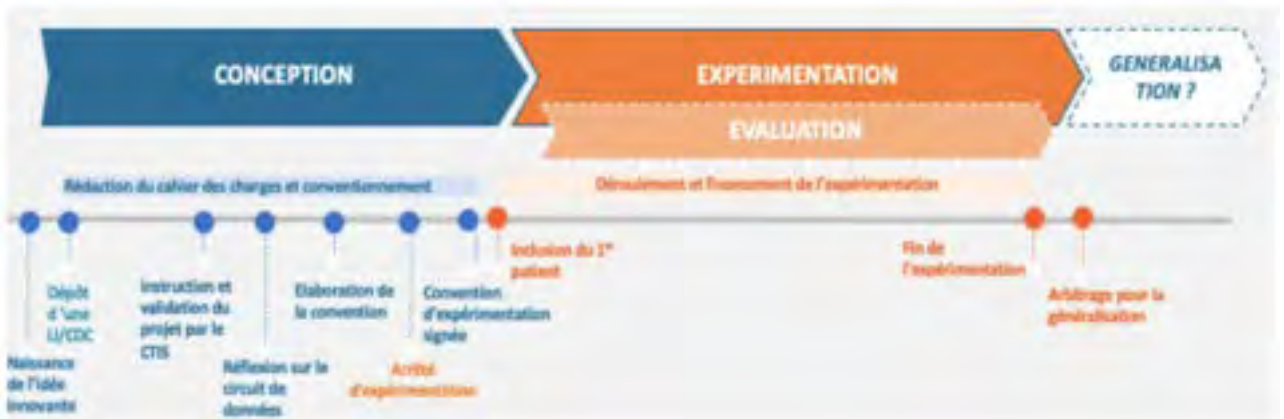 CONCEPTION
EXPERIMENTATION
GENERALISA
TION ?
EVALUATION
Rédaction du cahier des charges et conventionnement
Déroulement et financement de l'expérimentation
Inclusion du 1er
patient
Fin de
l'expérimentation
Dépôt
d 'une
LI/CDC
Instruction et
validation du
projet par le
CTIS
Elaboration de
la convention
Convention
d'expérimentation
signée
Arbitrage pour la
généralisation
Naissance
de l'idée
innovante
Réflexion sur le
circuit de
données
Arrêté
d'expérimentation